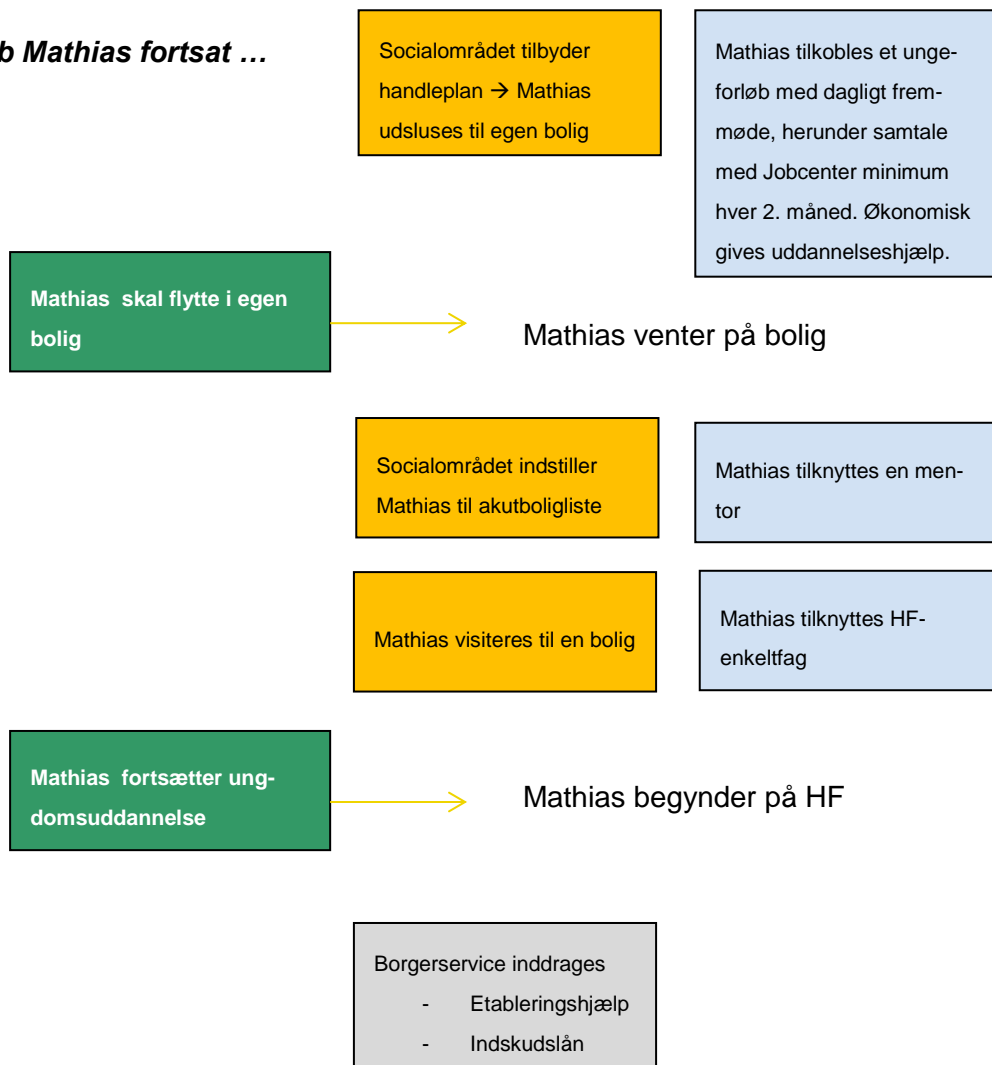 b Mathias fortsat …
Socialområdet tilbyder
handleplan → Mathias
udsluses til egen bolig
Mathias tilkobles et unge-
forløb med dagligt frem-
møde, herunder samtale
med Jobcenter minimum
hver 2. måned. Økonomisk
gives uddannelseshjælp.
Mathias  skal flytte i egen
bolig
Mathias venter på bolig
Socialområdet indstiller
Mathias til akutboligliste
Mathias tilknyttes en men-
tor
Mathias visiteres til en bolig
Mathias tilknyttes HF-
enkeltfag
Mathias  fortsætter ung-
domsuddannelse
Mathias begynder på HF
Borgerservice inddrages
- Etableringshjælp
- Indskudslån